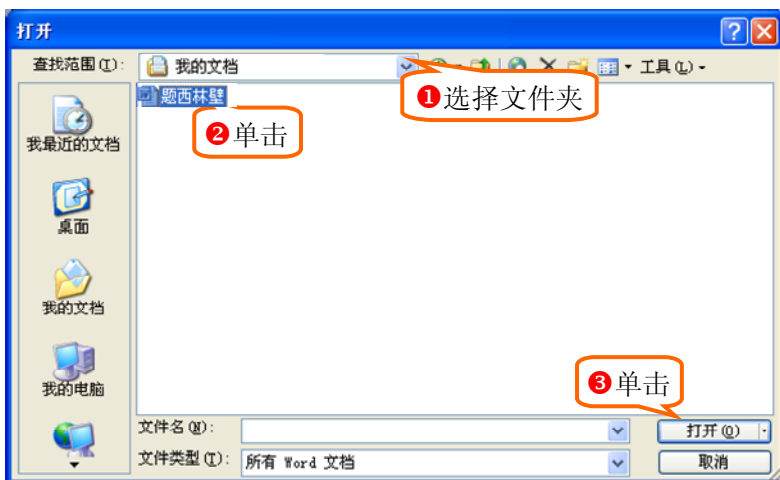 打开
查找范围(I):
我的文档
工具(L)
❶选择文件夹
题西林壁
❷单击
我最近的文档
桌面
我的文档
我的电脑
❸单击
文件名(N):
打开(O)
文件类型(T):
所有 Word 文档
取消